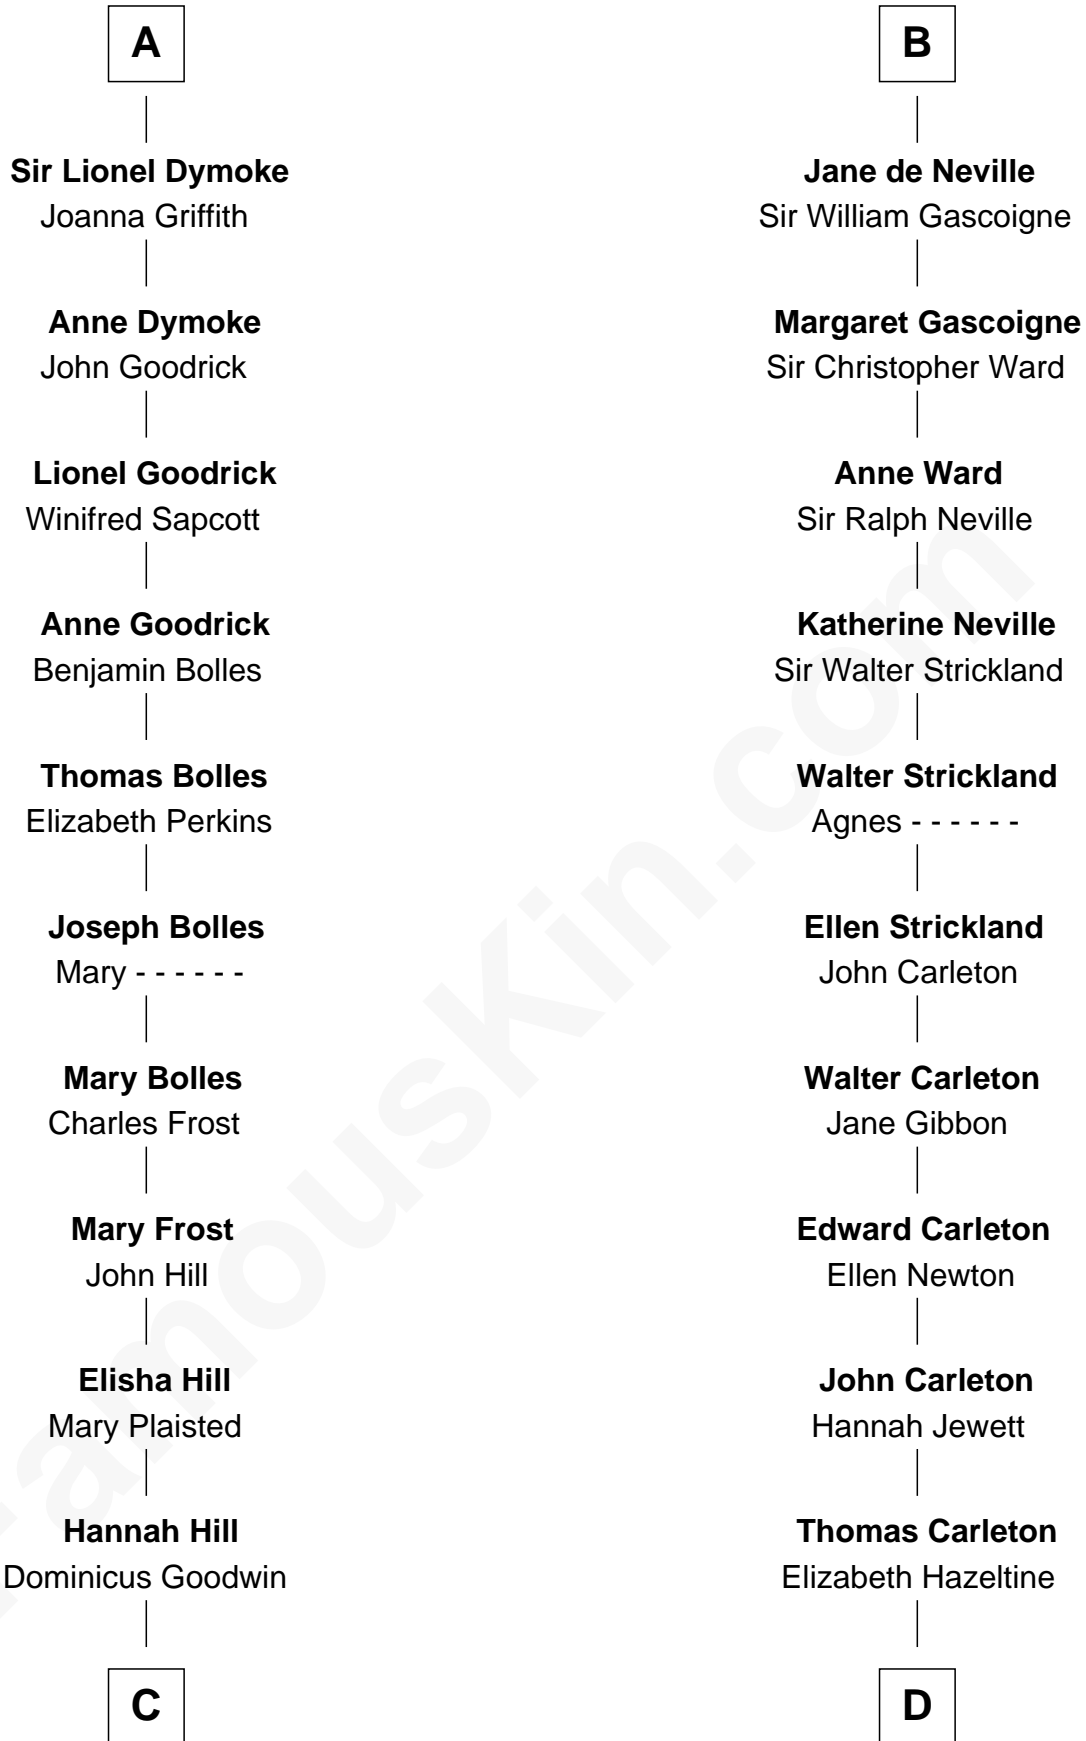 A
Sir Lionel Dymoke
Joanna Griffith
Anne Dymoke
John Goodrick
Lionel Goodrick
Winifred Sapcott
Anne Goodrick
Benjamin Bolles
Thomas Bolles
Elizabeth Perkins
Joseph Bolles
Mary - - - - - -
Mary Bolles
Charles Frost
Mary Frost
John Hill
Elisha Hill
Mary Plaisted
Hannah Hill
Dominicus Goodwin
C
B
Jane de Neville
Sir William Gascoigne
Margaret Gascoigne
Sir Christopher Ward
Anne Ward
Sir Ralph Neville
Katherine Neville
Sir Walter Strickland
Walter Strickland
Agnes - - - - - -
Ellen Strickland
John Carleton
Walter Carleton
Jane Gibbon
Edward Carleton
Ellen Newton
John Carleton
Hannah Jewett
Thomas Carleton
Elizabeth Hazeltine
D
FamousKin.com